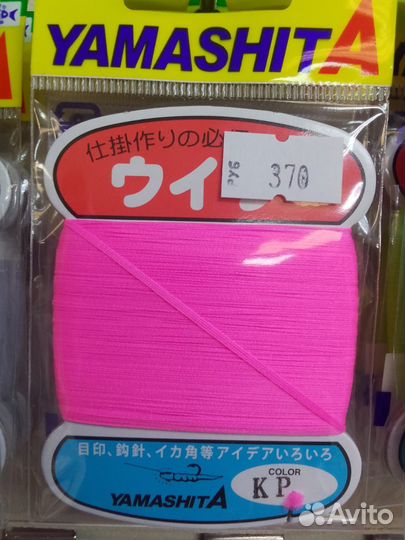 YAMASHITA
仕掛作りの必
ウイ
руб 370
目印、鈎針、イカ角等アイデアいろいろ
COLOR
KP
YAMASHITA
Avito